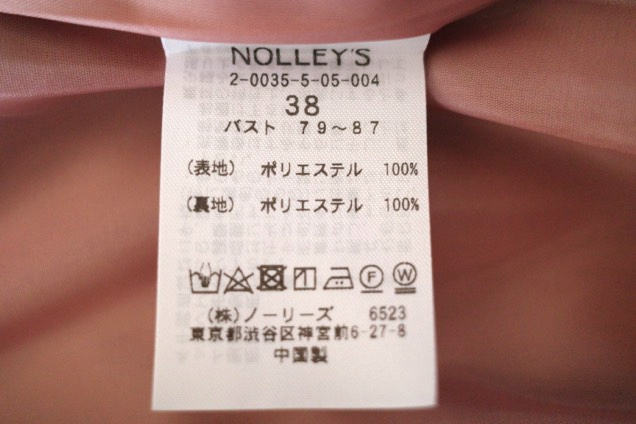 NOLLEY'S
2-0035-5-05-004
38
バスト 79～87
(表地) ポリエステル 100%
(裏地) ポリエステル 100%
F W
(株)ノーリーズ 6523
東京都渋谷区神宮前6-27-8
中国製